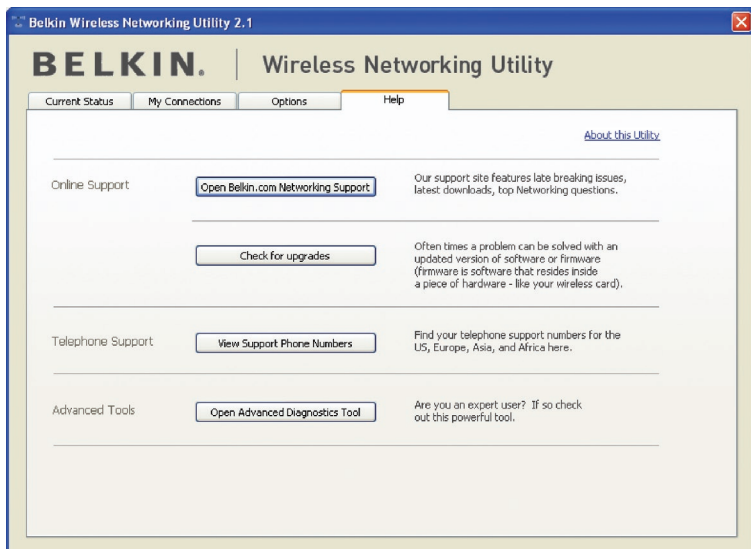 Belkin Wireless Networking Utility 2.1
BELKIN. | Wireless Networking Utility
Current Status My Connections Options Help
About this Utility
Online Support
Open Belkin.com Networking Support
Our support site features late breaking issues,
latest downloads, top Networking questions.
Check for upgrades
Often times a problem can be solved with an
updated version of software or firmware
(firmware is software that resides inside
a piece of hardware - like your wireless card).
Telephone Support
View Support Phone Numbers
Find your telephone support numbers for the
US, Europe, Asia, and Africa here.
Advanced Tools
Open Advanced Diagnostics Tool
Are you an expert user? If so check
out this powerful tool.